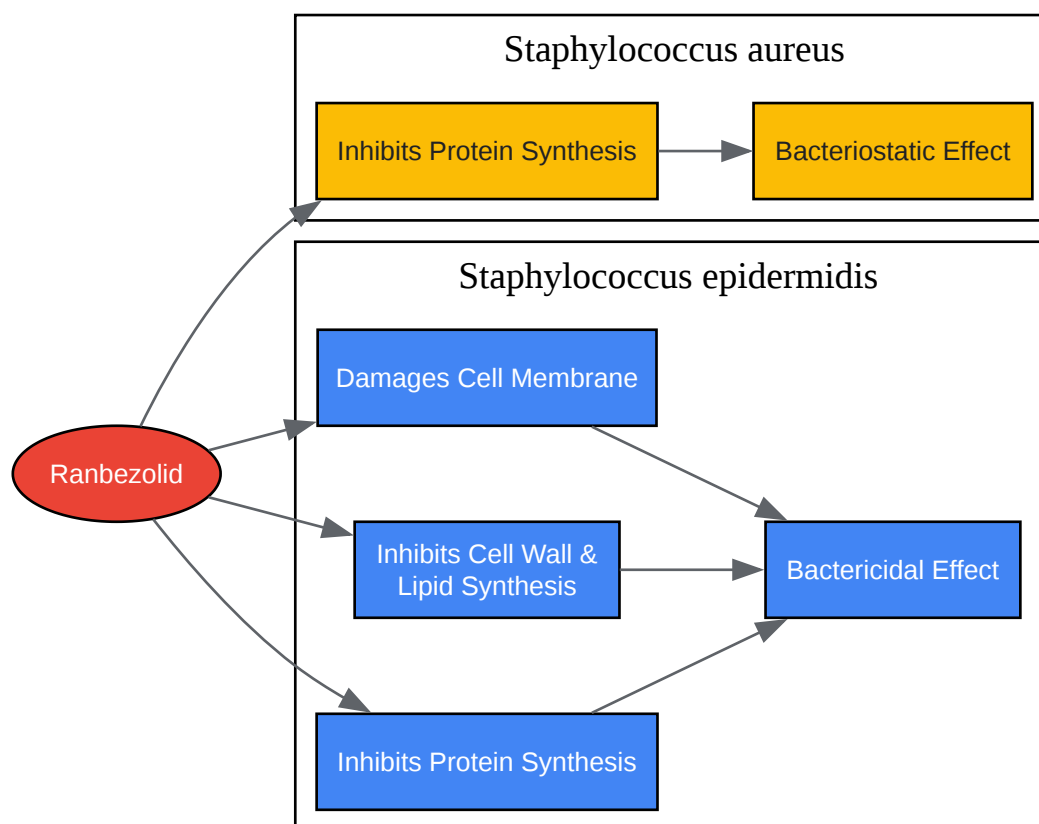 Staphylococcus aureus
Inhibits Protein Synthesis
Bacteriostatic Effect
Staphylococcus epidermidis
Damages Cell Membrane
Ranbezolid
Inhibits Cell Wall &
Lipid Synthesis
Bactericidal Effect
Inhibits Protein Synthesis